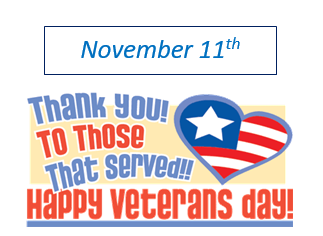 November 11th
Thank you!
To Those
That served!!
Happy veterans day!